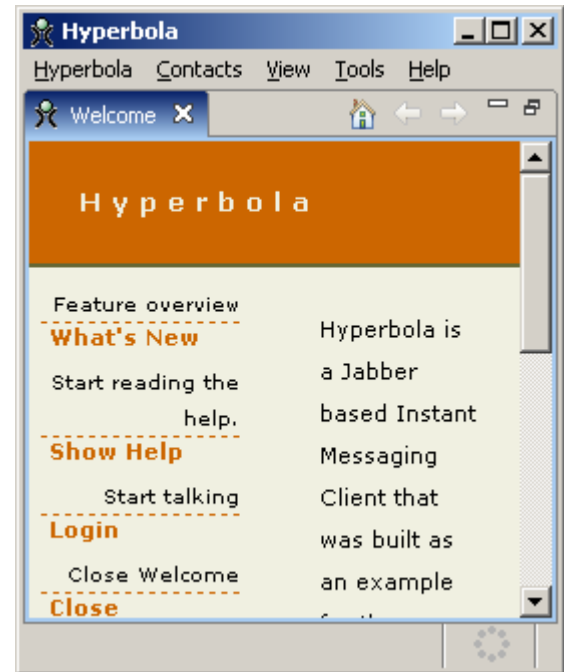 Hyperbola
Hyperbola Contacts View Tools Help
Welcome
Hyperbola
Feature overview
What's New
Start reading the
help.
Show Help
Start talking
Login
Close Welcome
Close
Hyperbola is
a Jabber
based Instant
Messaging
Client that
was built as
an example